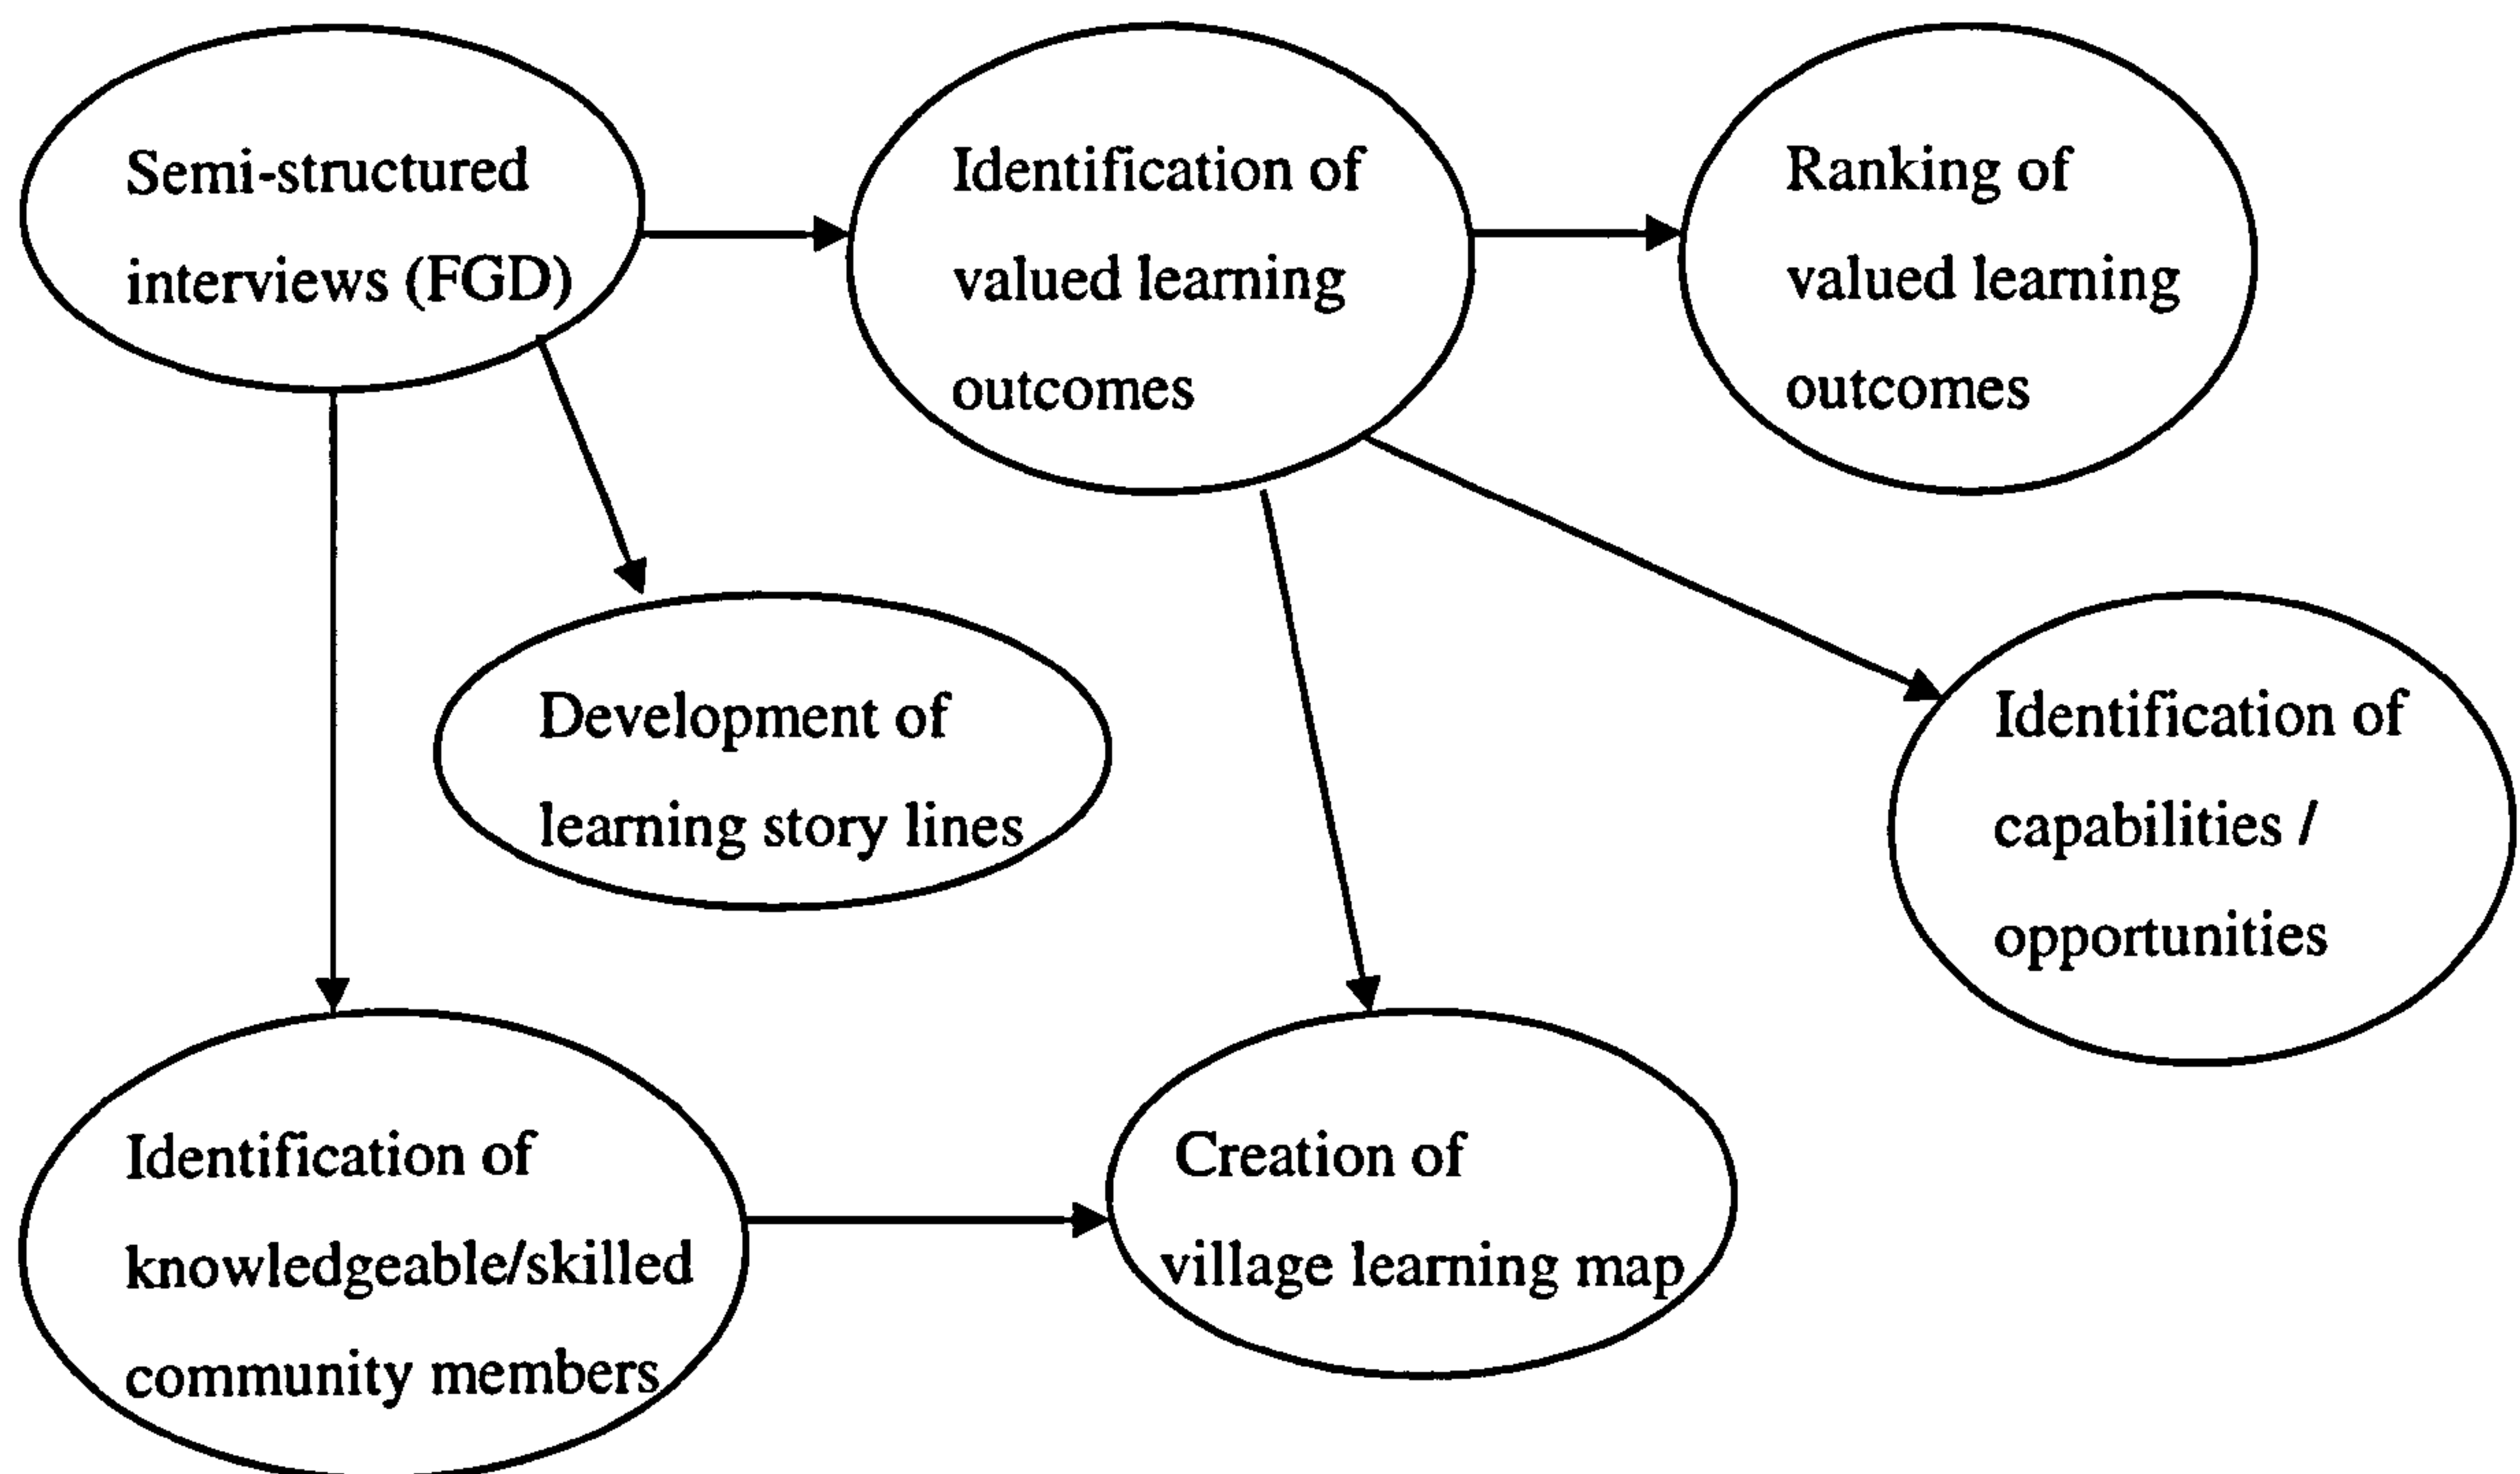 Semi-structured
interviews (FGD)
Identification of
valued learning
outcomes
Ranking of
valued learning
outcomes
Development of
learning story lines
Identification of
capabilities /
opportunities
Identification of
knowledgeable/skilled
community members
Creation of
village learning map